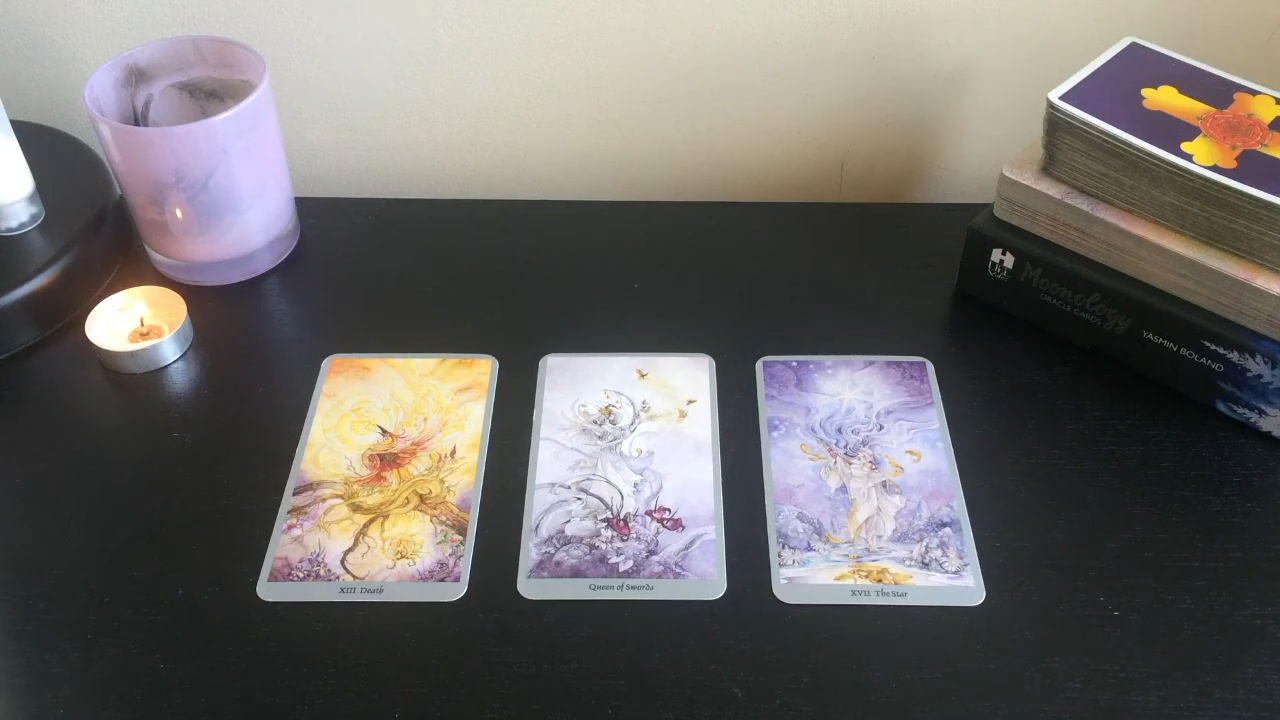 Moonology
ORACLE CARDS
YASMIN BOLAND
XIII Death
Queen of Swords
XVII The Star